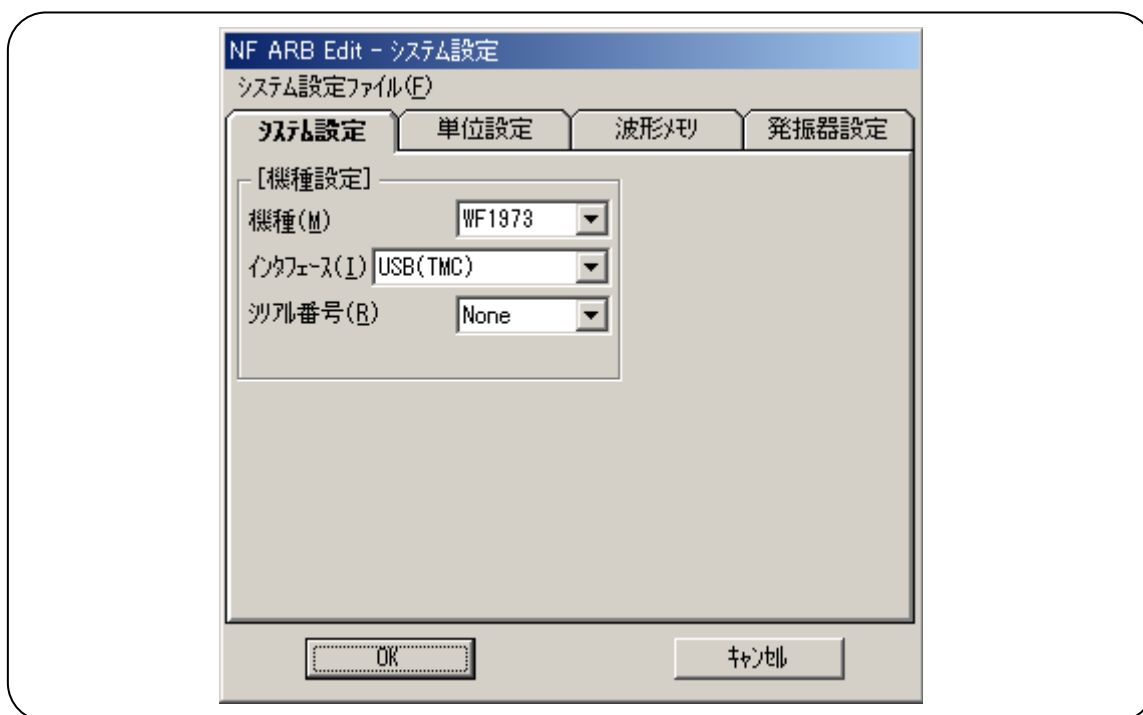 NF ARB Edit - システム設定
システム設定ファイル(F)
システム設定 単位設定 波形メモリ 発振器設定
[機種設定]
機種(M) WF1973
インタフェース(I) USB(TMC)
シリアル番号(R) None
OK キャンセル